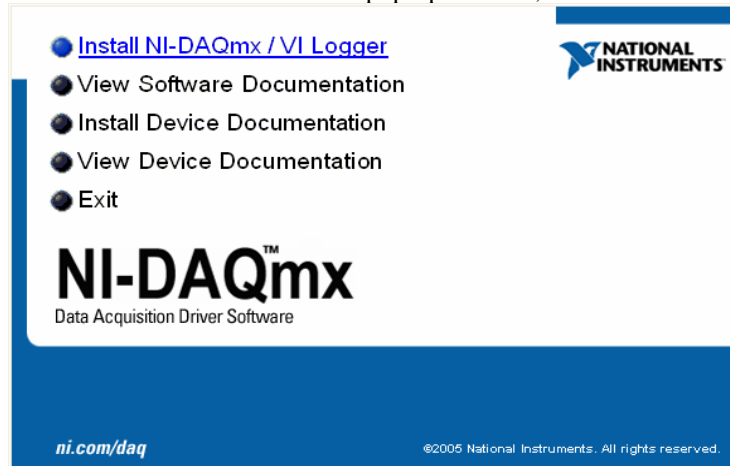 Install NI-DAQmx / VI Logger
NATIONAL
INSTRUMENTS
View Software Documentation
Install Device Documentation
View Device Documentation
Exit
NI-DAQ™mx
Data Acquisition Driver Software
ni.com/daq
©2005 National Instruments. All rights reserved.